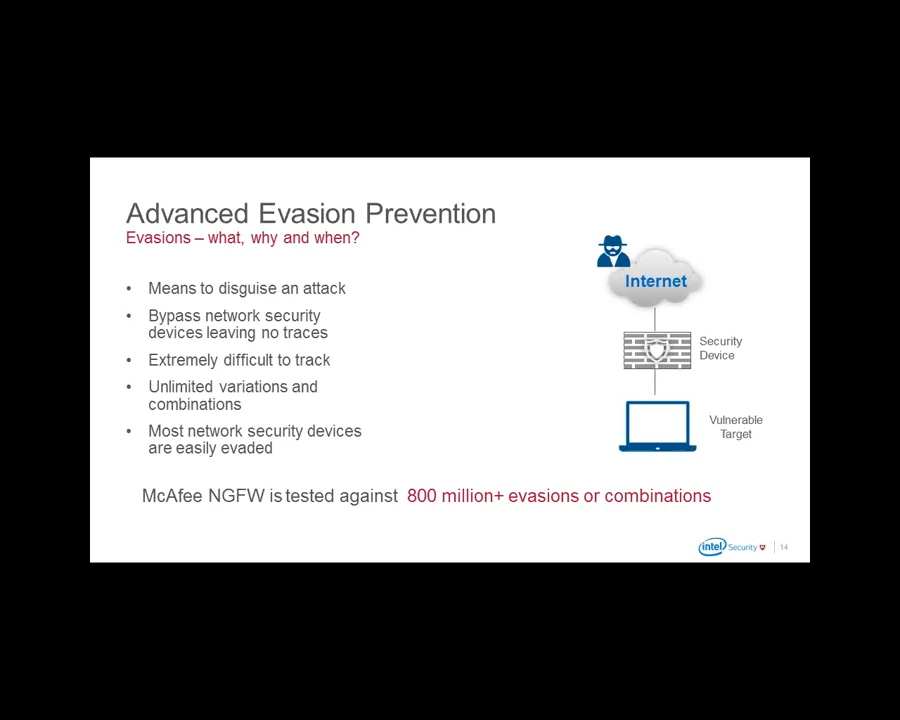 Advanced Evasion Prevention
Evasions – what, why and when?
• Means to disguise an attack
• Bypass network security
devices leaving no traces
• Extremely difficult to track
• Unlimited variations and
combinations
• Most network security devices
are easily evaded
Internet
Security
Device
Vulnerable
Target
McAfee NGFW is tested against 800 million+ evasions or combinations
intel Security 14